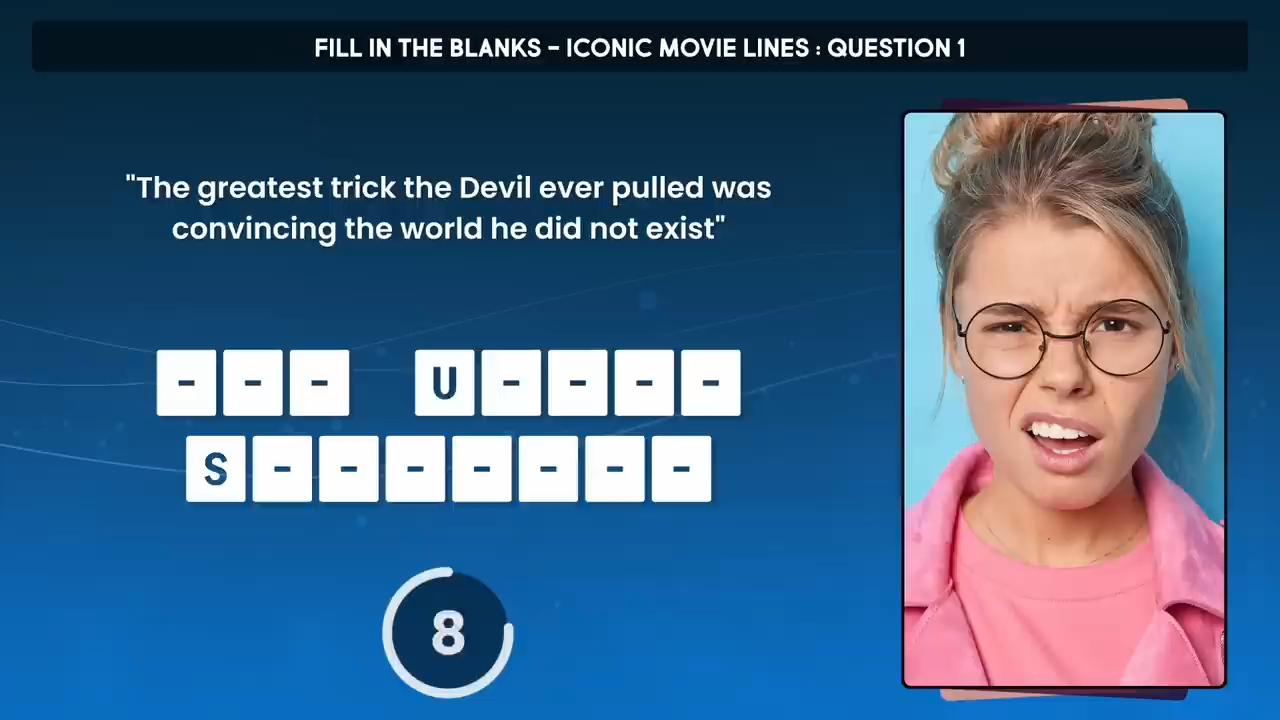 FILL IN THE BLANKS - ICONIC MOVIE LINES : QUESTION 1
"The greatest trick the Devil ever pulled was
convincing the world he did not exist"
- - - U - - - -
S - - - - - - -
8